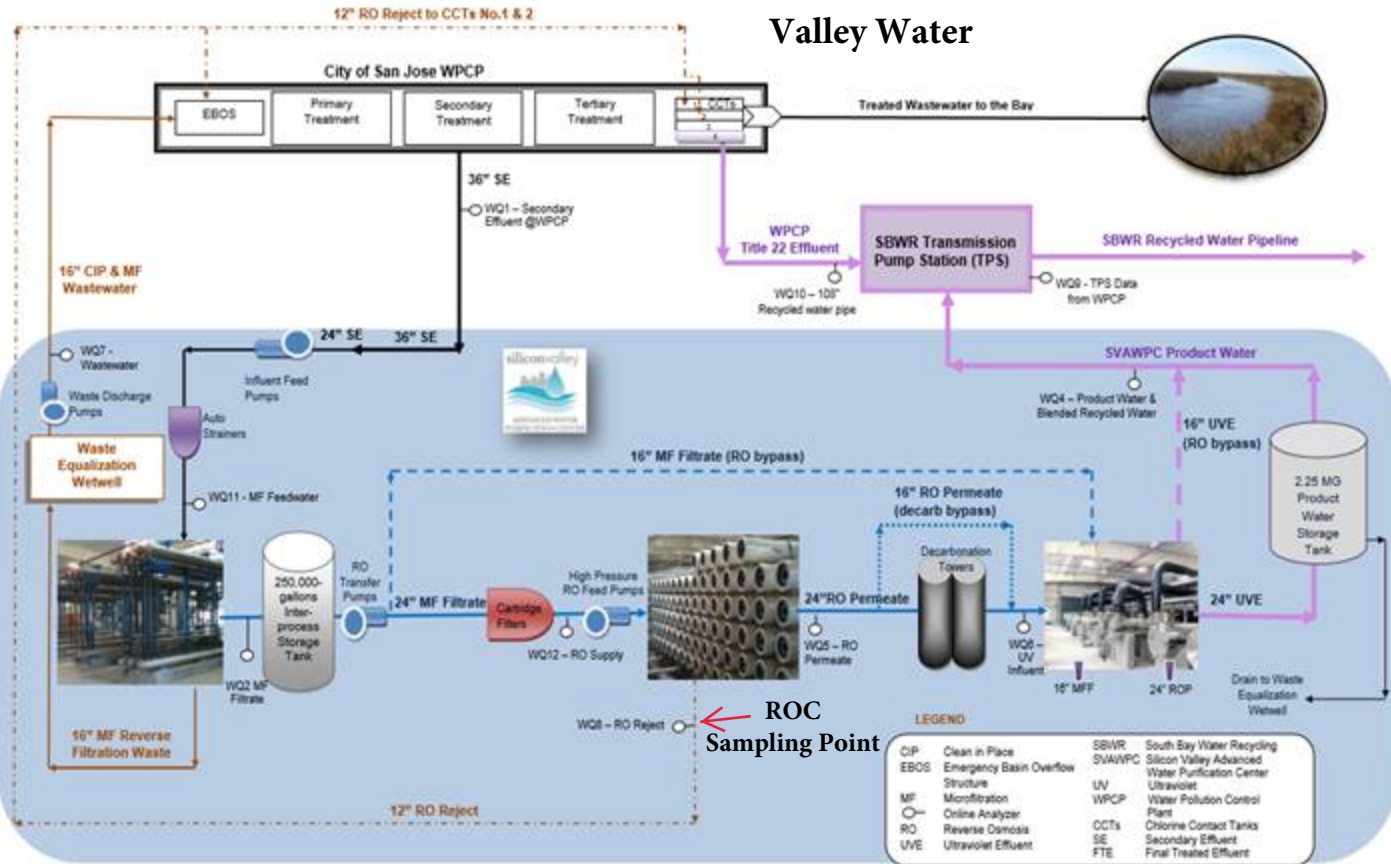 12" RO Reject to CCTs No.1 & 2
Valley Water
City of San Jose WPCP
EBOS
Primary
Treatment
Secondary
Treatment
Tertiary
Treatment
CCTs
Treated Wastewater to the Bay
36" SE
WQ1 – Secondary
Effluent @WPCP
WPCP
Title 22 Effluent
SBWR Transmission
Pump Station (TPS)
SBWR Recycled Water Pipeline
WQ10 – 108"
Recycled water pipe
WQ9 - TPS Data
from WPCP
16" CIP & MF
Wastewater
WQ7 -
Wastewater
Waste Discharge
Pumps
Waste
Equalization
Wetwell
24" SE
36" SE
Influent Feed
Pumps
Auto
Strainers
siliconvalley
SVAWPC Product Water
WQ4 – Product Water &
Blended Recycled Water
16" UVE
(RO bypass)
2.25 MG
Product
Water
Storage
Tank
WQ11 - MF Feedwater
16" MF Filtrate (RO bypass)
16" RO Permeate
(decarb bypass)
250,000-
gallons
Inter-
process
Storage
Tank
RO
Transfer
Pumps
24" MF Filtrate
Cartridge
Filters
High Pressure
RO Feed Pumps
24"RO Permeate
Decarbonation
Towers
24" UVE
WQ2 MF
Filtrate
WQ12 – RO Supply
WQ5 – RO
Permeate
WQ6 –
UV
Influent
16" MFF
24" ROP
Drain to Waste
Equalization
Wetwell
16" MF Reverse
Filtration Waste
WQ8 – RO Reject
ROC
Sampling Point
12" RO Reject
LEGEND
CIP Clean in Place
EBOS Emergency Basin Overflow
Structure
MF Microfiltration
Online Analyzer
RO Reverse Osmosis
UVE Ultraviolet Effluent
SBWR South Bay Water Recycling
SVAWPC Silicon Valley Advanced
Water Purification Center
UV Ultraviolet
WPCP Water Pollution Control
Plant
CCTs Chlorine Contact Tanks
SE Secondary Effluent
FTE Final Treated Effluent